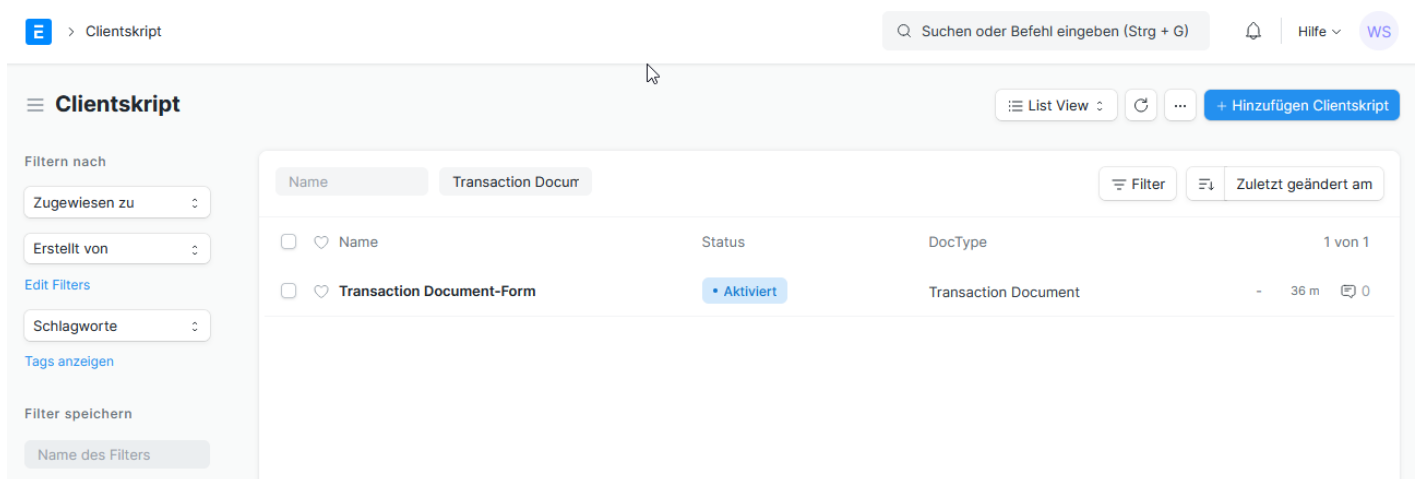 E > Clientskript
Suchen oder Befehl eingeben (Strg + G)
Hilfe
WS
Clientskript
List View
...
+ Hinzufügen Clientskript
Filtern nach
Zugewiesen zu
Erstellt von
Edit Filters
Schlagworte
Tags anzeigen
Filter speichern
Name des Filters
Name
Transaction Docum
Filter
Zuletzt geändert am
Name Status DocType 1 von 1
Transaction Document-Form • Aktiviert Transaction Document - 36 m 0